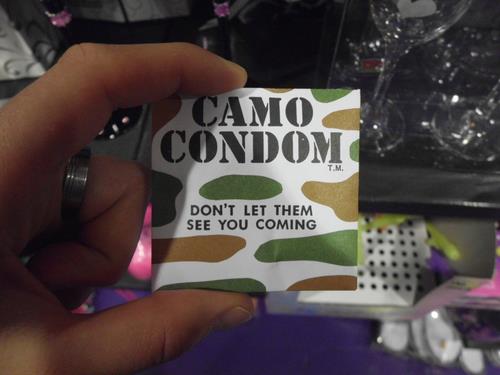 CAMO
CONDOM
T.M.
DON'T LET THEM
SEE YOU COMING